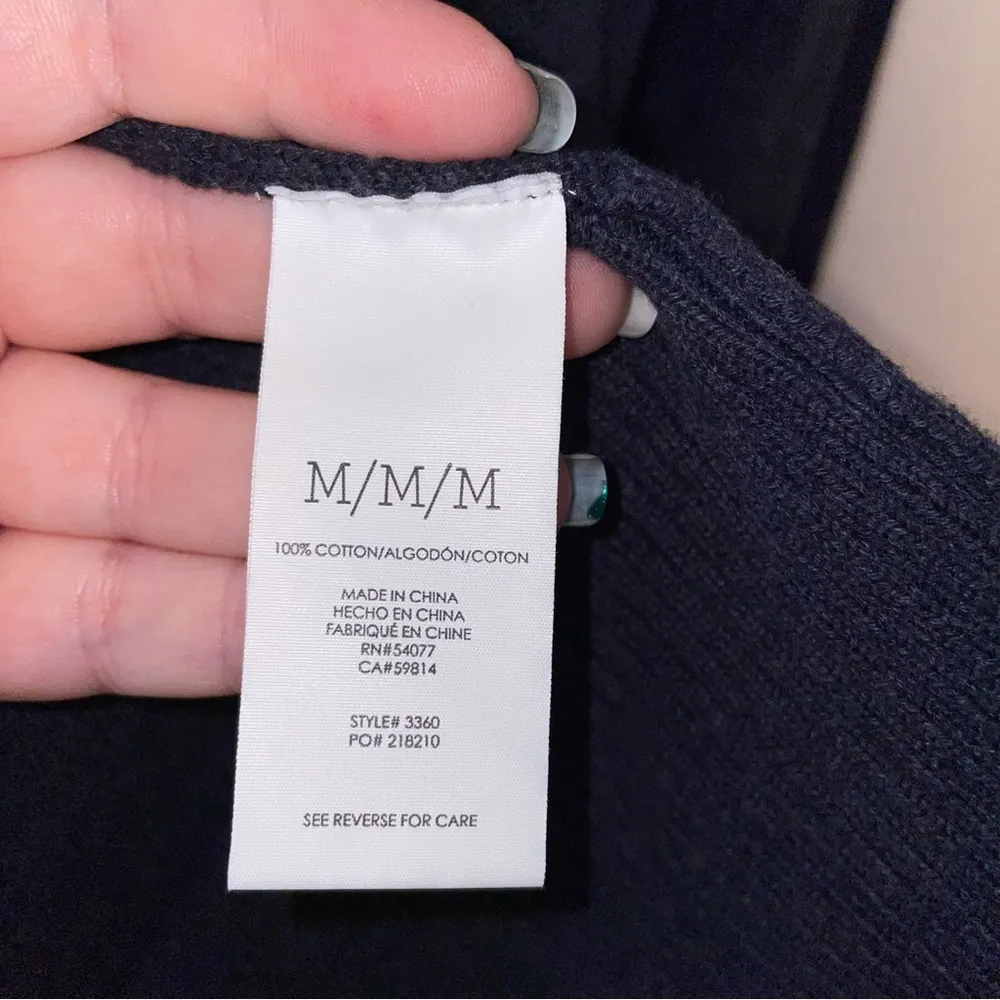 M/M/M
100% COTTON/ALGODÓN/COTON
MADE IN CHINA
HECHO EN CHINA
FABRIQUÉ EN CHINE
RN#54077
CA#59814
STYLE# 3360
PO# 218210
SEE REVERSE FOR CARE